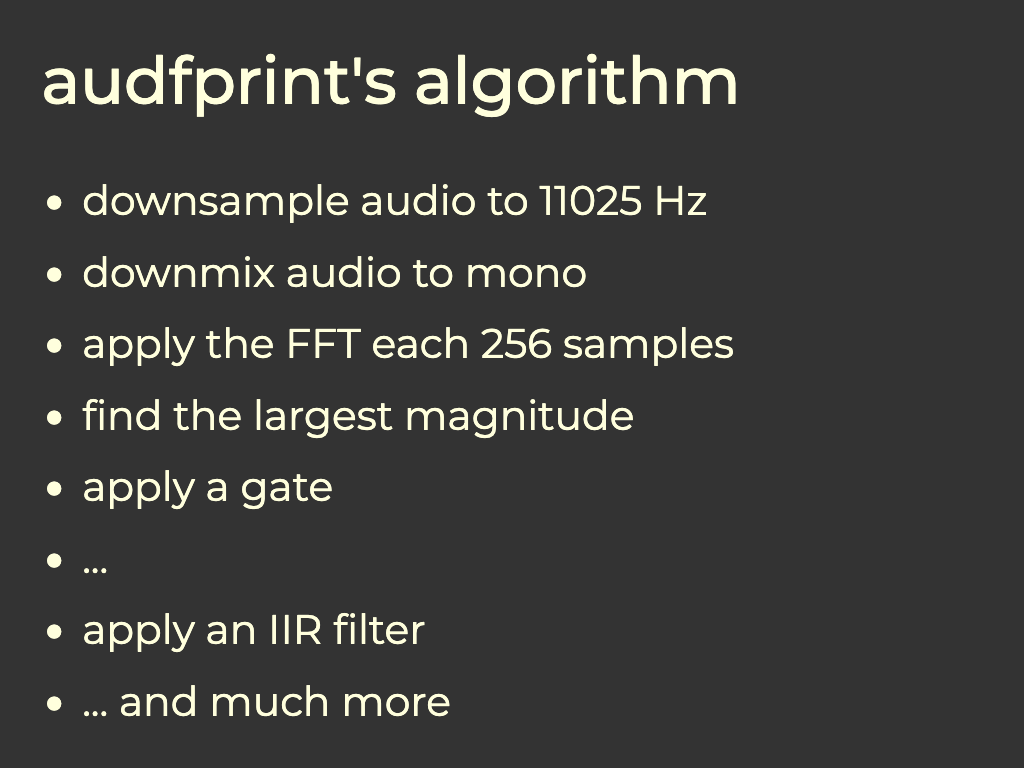 audfprint's algorithm
• downsample audio to 11025 Hz
• downmix audio to mono
• apply the FFT each 256 samples
• find the largest magnitude
• apply a gate
• ...
• apply an IIR filter
• ... and much more